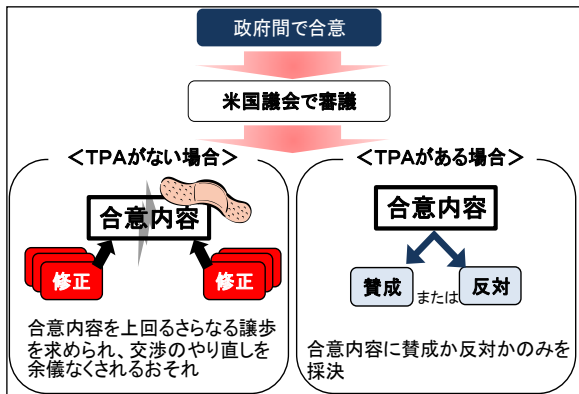 政府間で合意
米国議会で審議
＜TPAがない場合＞
合意内容
修正
修正
合意内容を上回るさらなる譲歩
を求められ、交渉のやり直しを
余儀なくされるおそれ
＜TPAがある場合＞
合意内容
賛成 または 反対
合意内容に賛成か反対かのみを
採決